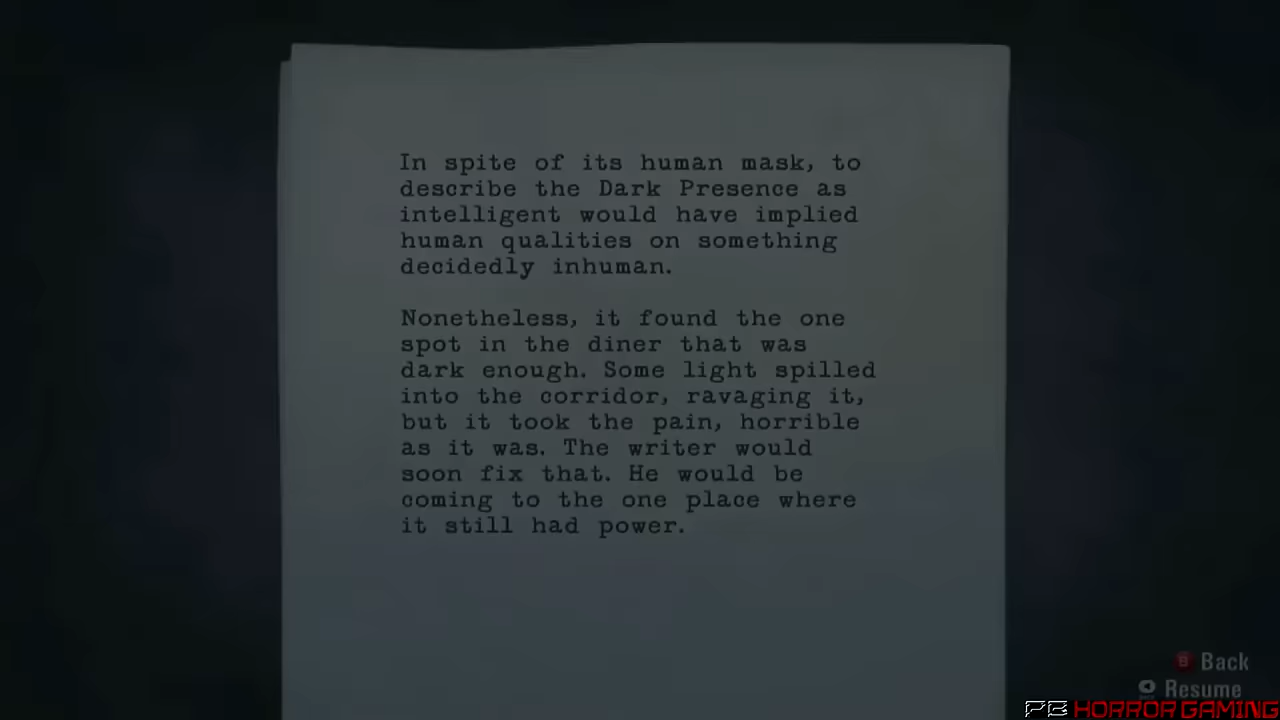 In spite of its human mask, to
describe the Dark Presence as
intelligent would have implied
human qualities on something
decidedly inhuman.
Nonetheless, it found the one
spot in the diner that was
dark enough. Some light spilled
into the corridor, ravaging it,
but it took the pain, horrible
as it was. The writer would
soon fix that. He would be
coming to the one place where
it still had power.
B Back
Resume
PC HORROR GAMING